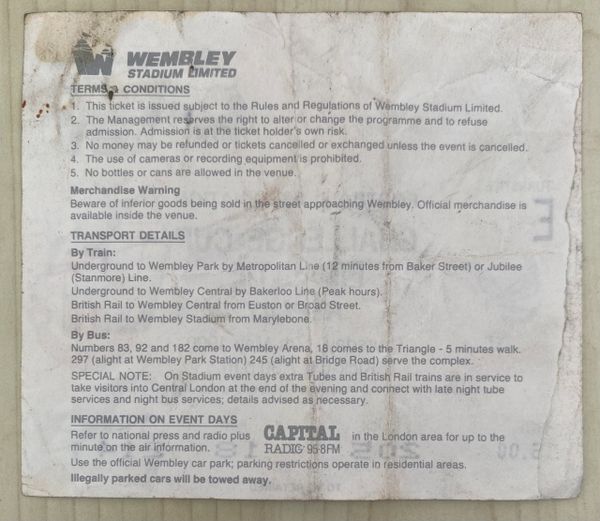 W WEMBLEY
STADIUM LIMITED
TERMS & CONDITIONS
1. This ticket is issued subject to the Rules and Regulations of Wembley Stadium Limited.
2. The Management reserves the right to alter or change the programme and to refuse
admission. Admission is at the ticket holder's own risk.
3. No money may be refunded or tickets cancelled or exchanged unless the event is cancelled.
4. The use of cameras or recording equipment is prohibited.
5. No bottles or cans are allowed in the venue.
Merchandise Warning
Beware of inferior goods being sold in the street approaching Wembley. Official merchandise is
available inside the venue.
TRANSPORT DETAILS
By Train:
Underground to Wembley Park by Metropolitan Line (12 minutes from Baker Street) or Jubilee
(Stanmore) Line.
Underground to Wembley Central by Bakerloo Line (Peak hours).
British Rail to Wembley Central from Euston or Broad Street.
British Rail to Wembley Stadium from Marylebone.
By Bus:
Numbers 83, 92 and 182 come to Wembley Arena, 18 comes to the Triangle - 5 minutes walk.
297 (alight at Wembley Park Station) 245 (alight at Bridge Road) serve the complex.
SPECIAL NOTE: On Stadium event days extra Tubes and British Rail trains are in service to
take visitors into Central London at the end of the evening and connect with late night tube
services and night bus services; details advised as necessary.
INFORMATION ON EVENT DAYS
Refer to national press and radio plus CAPITAL RADIO 95·8FM in the London area for up to the
minute on the air information.
Use the official Wembley car park; parking restrictions operate in residential areas.
Illegally parked cars will be towed away.